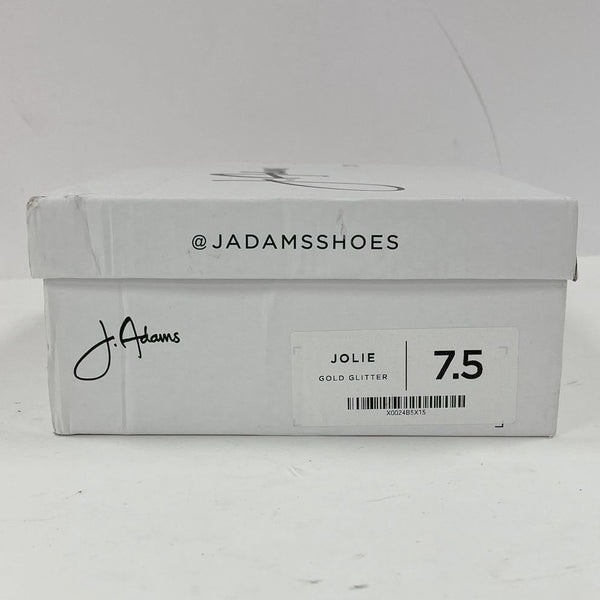 @JADAMSSHOES
J. Adams
JOLIE
GOLD GLITTER
7.5
X0024B5X15